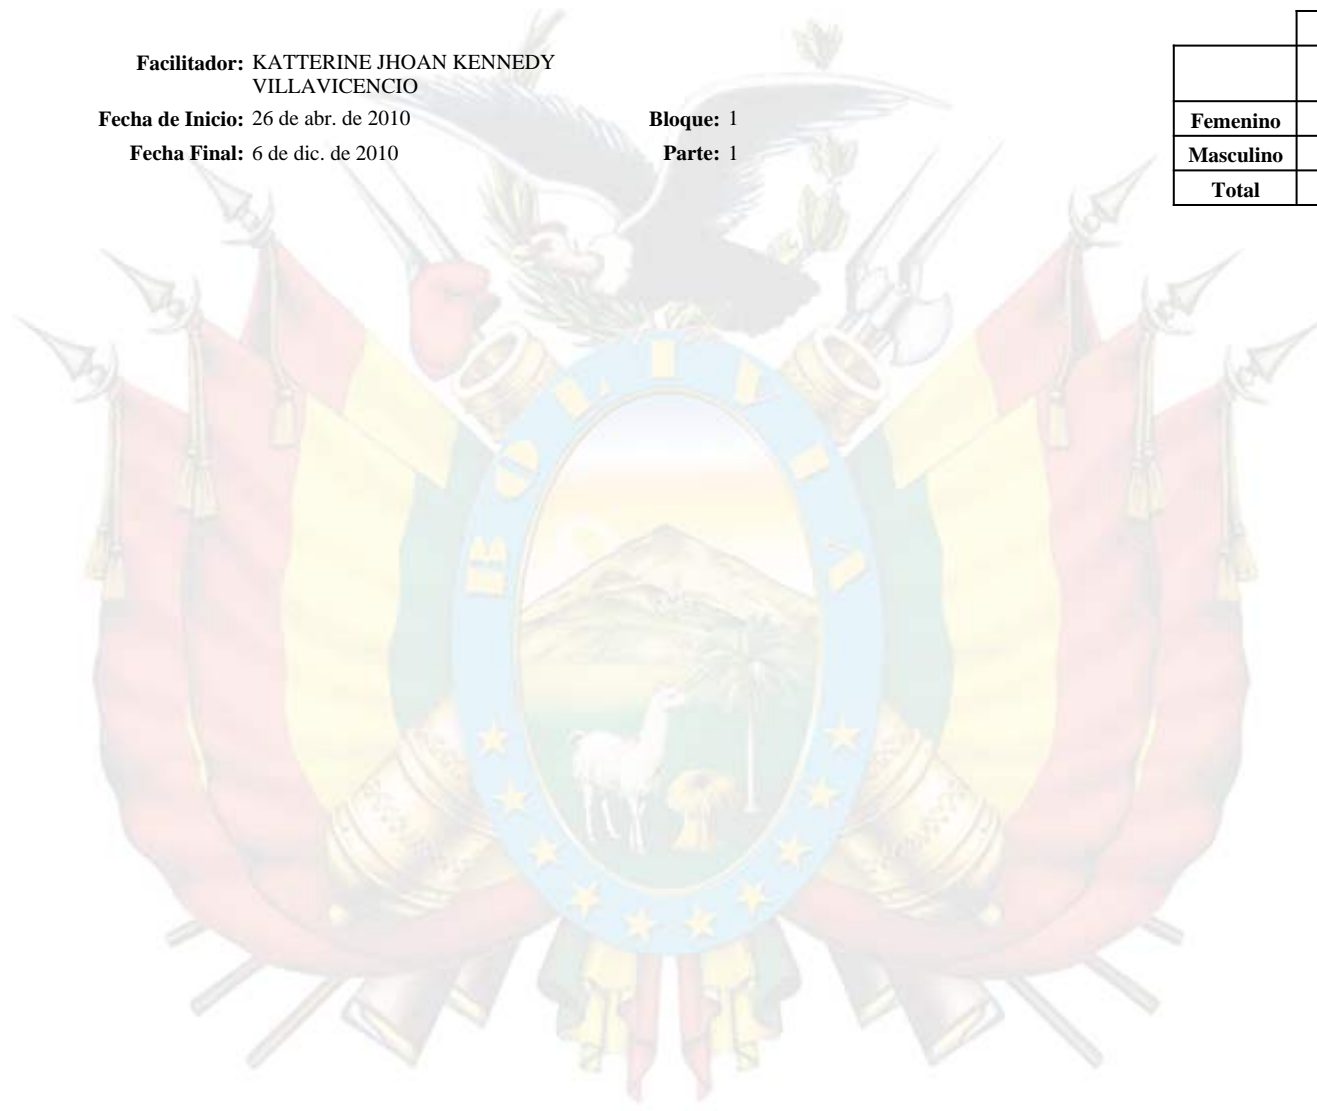 Facilitador: KATTERINE JHOAN KENNEDY
VILLAVICENCIO
Fecha de Inicio: 26 de abr. de 2010 Bloque: 1
Fecha Final: 6 de dic. de 2010 Parte: 1
Femenino
Masculino
Total
BOLIVIA